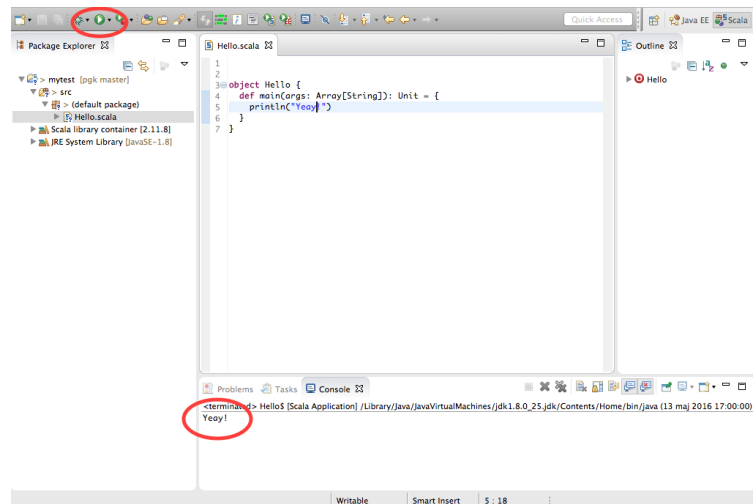 Quick Access
Java EE
Scala
Package Explorer
> mytest [pgk master]
> src
> (default package)
> Hello.scala
Scala library container [2.11.8]
JRE System Library [JavaSE-1.8]
Hello.scala
1
2
3 object Hello {
4 def main(args: Array[String]): Unit = {
5 println("Yeay!")
6 }
7 }
Outline
Hello
Problems
Tasks
Console
<terminated> Hello$ [Scala Application] /Library/Java/JavaVirtualMachines/jdk1.8.0_25.jdk/Contents/Home/bin/java (13 maj 2016 17:00:00)
Yeay!
Writable
Smart Insert
5 : 18